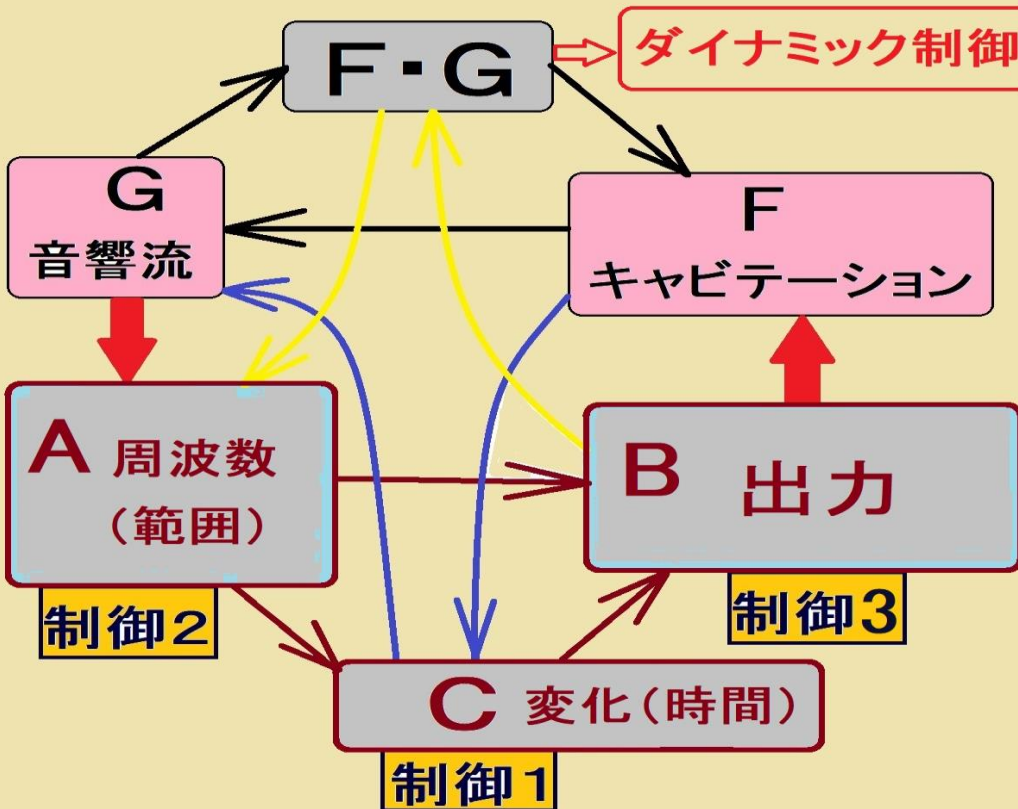 F・G
ダイナミック制御
G
音響流
F
キャビテーション
A 周波数
（範囲）
B 出力
制御2
制御3
C 変化（時間）
制御1